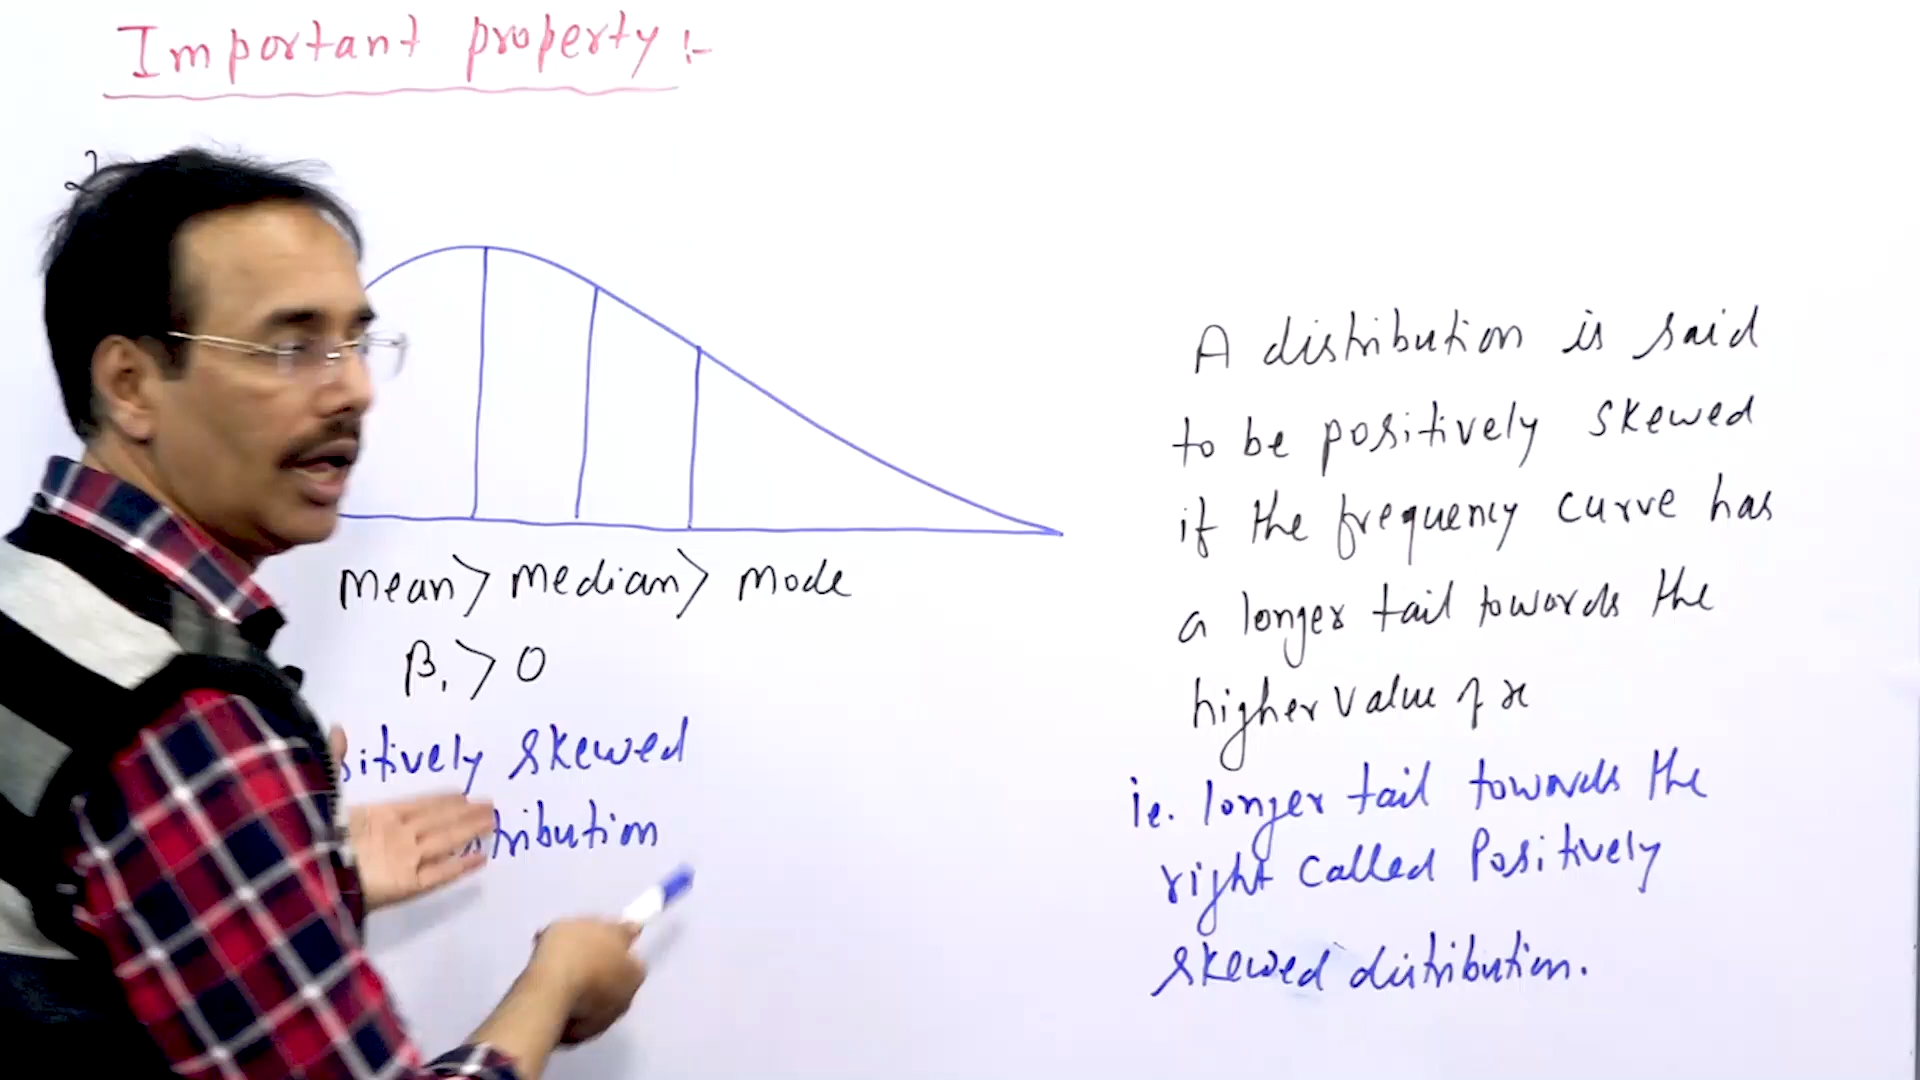 Important property :-
2
mean > median > mode
β₁ > 0
sitively skewed
tribution
A distribution is said
to be positively skewed
if the frequency curve has
a longer tail towards the
higher value of x
ie. longer tail towards the
right called Positively
skewed distribution.